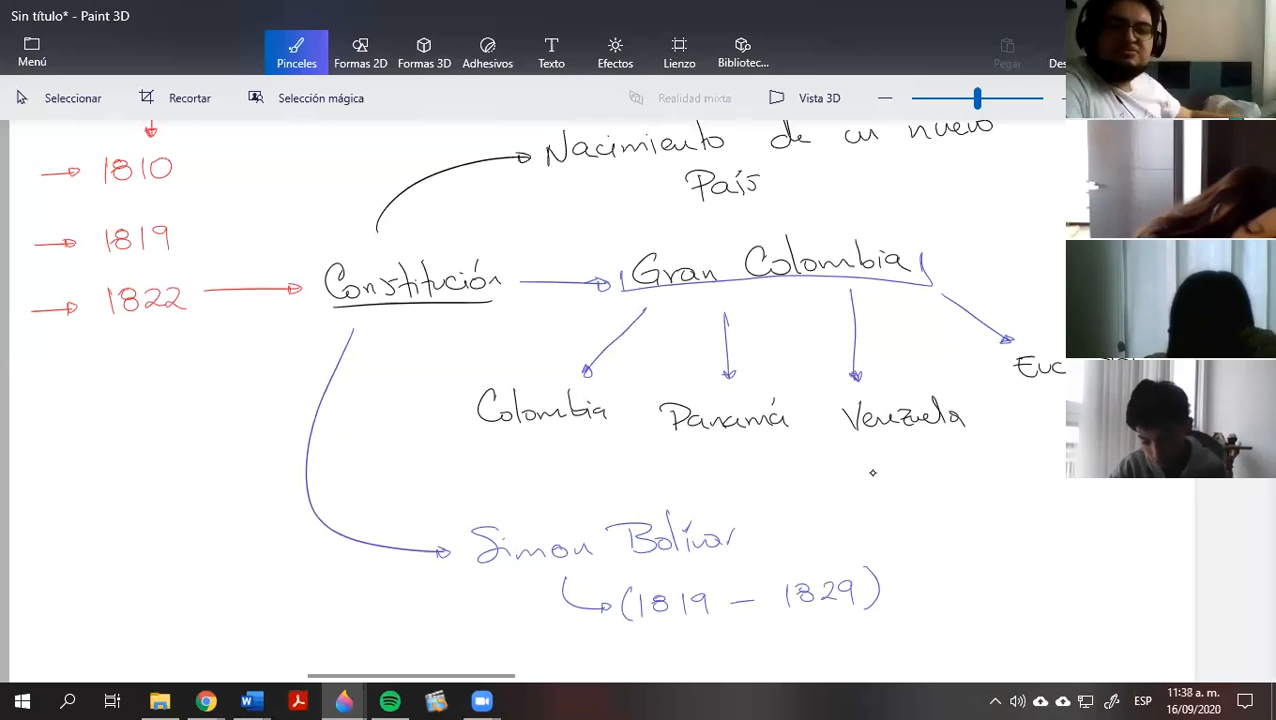 Sin título* - Paint 3D
Menú
Pinceles
Formas 2D
Formas 3D
Adhesivos
Texto
Efectos
Lienzo
Bibliotec...
Pegar
Des
Seleccionar
Recortar
Selección mágica
Realidad mixta
Vista 3D
Nacimiento de un nuevo
País
1810
1819
1822
Constitución
Gran Colombia
Colombia
Panamá
Venezuela
Simon Bolívar
(1819 - 1829)
ESP
11:38 a. m.
16/09/2020